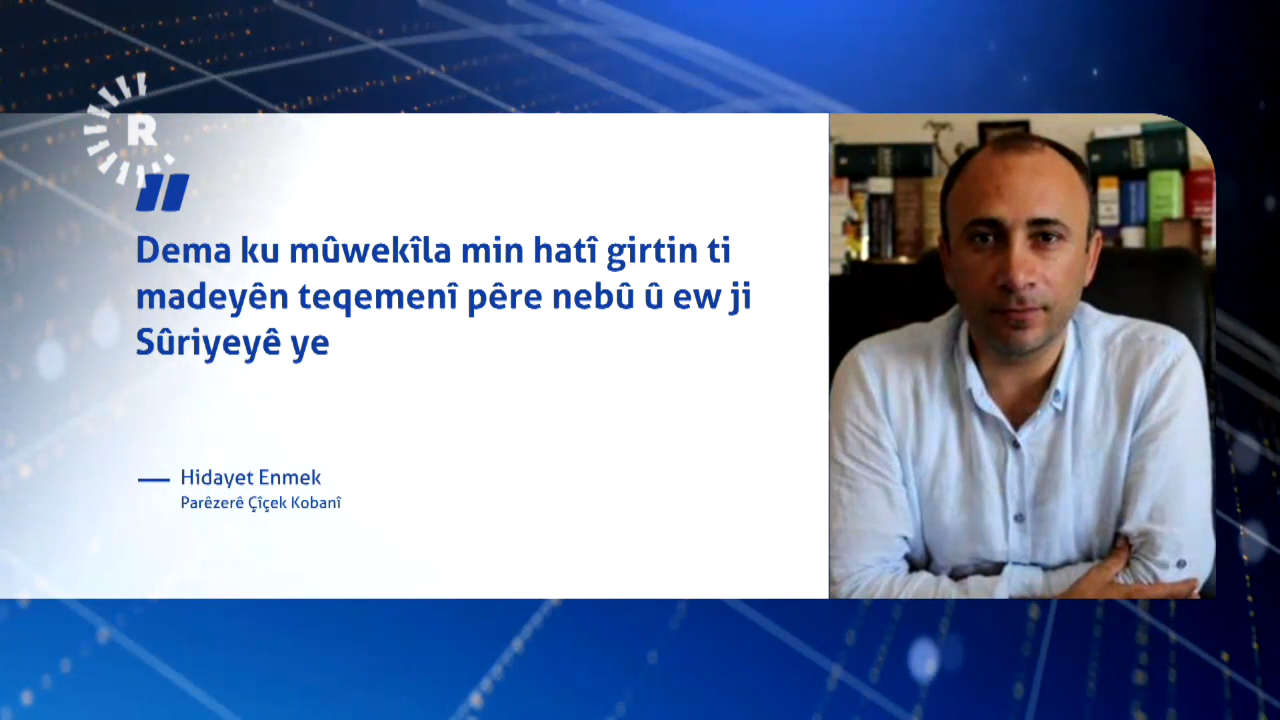 R
Dema ku mûwekîla min hatî girtin ti
madeyên teqemenî pêre nebû û ew ji
Sûriyeyê ye
Hidayet Enmek
Parêzerê Çîçek Kobanî